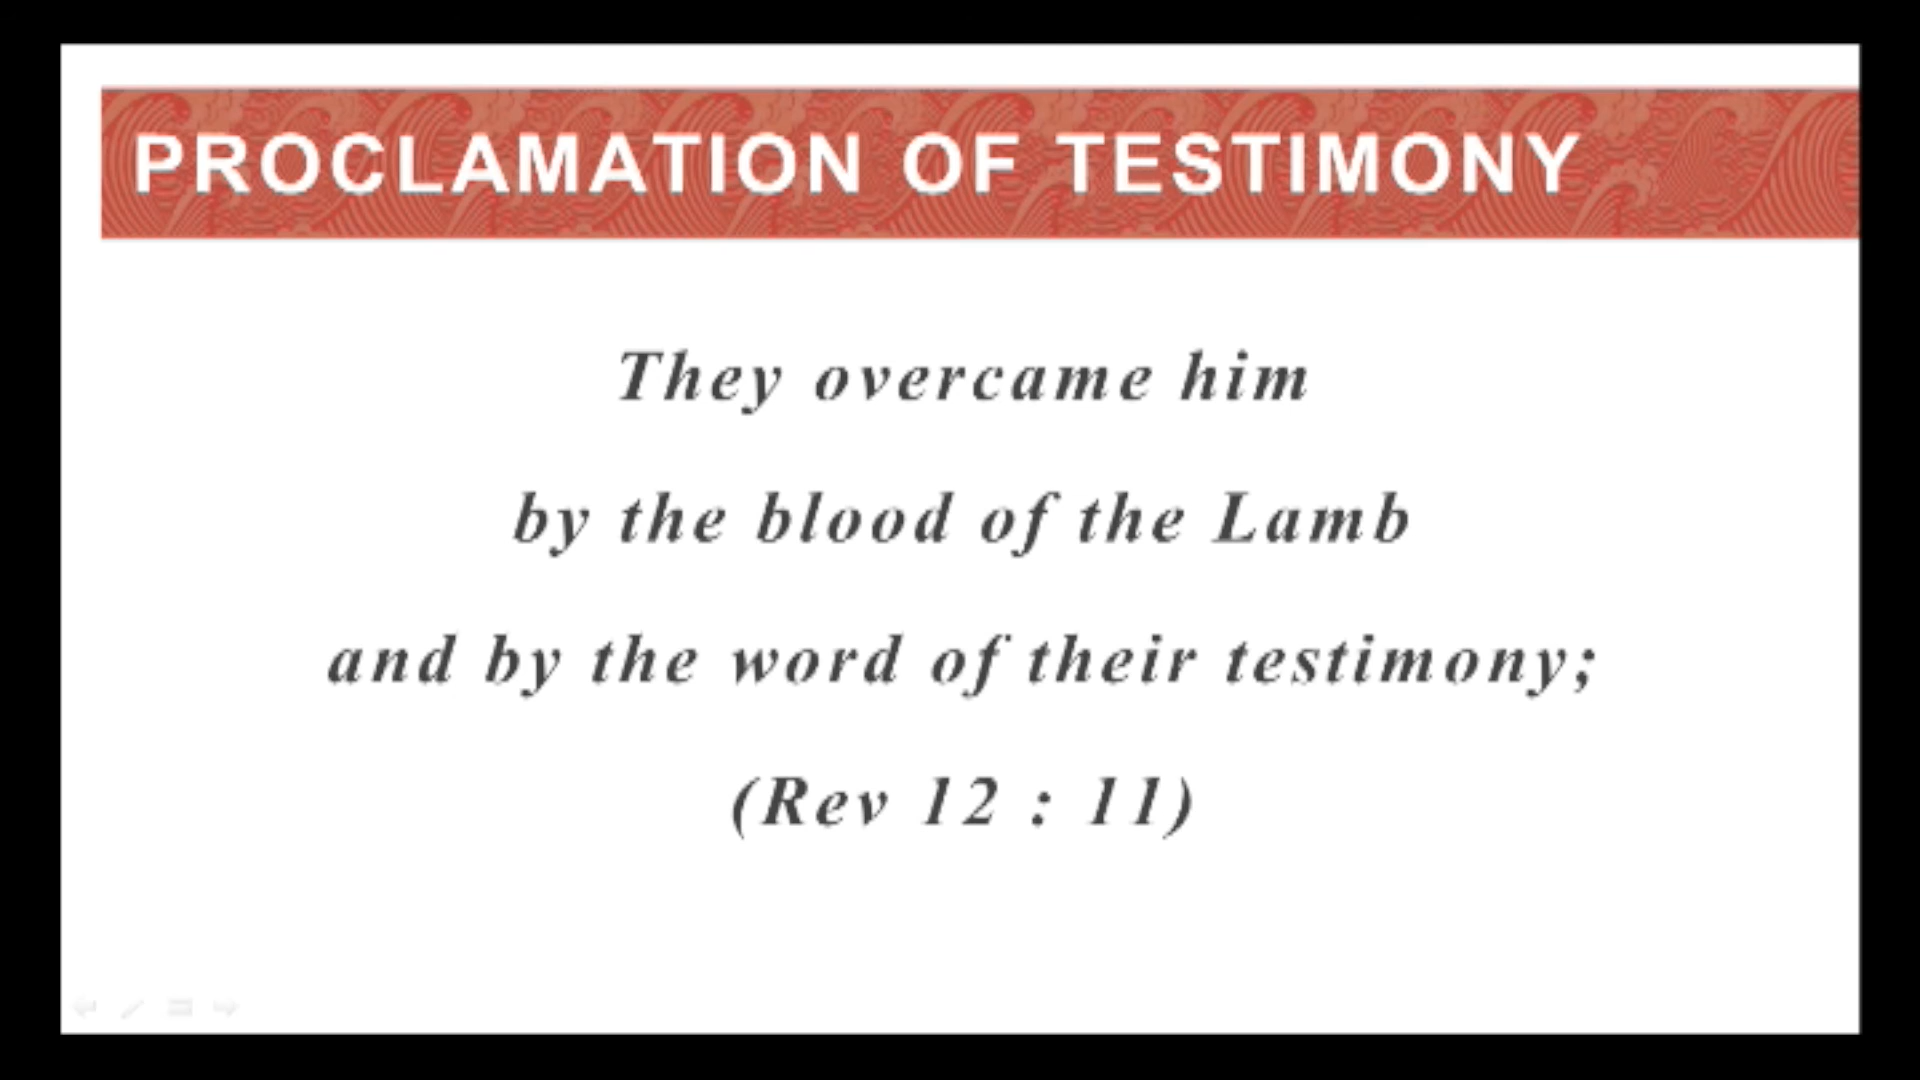 PROCLAMATION OF TESTIMONY
They overcame him
by the blood of the Lamb
and by the word of their testimony;
(Rev 12 : 11)